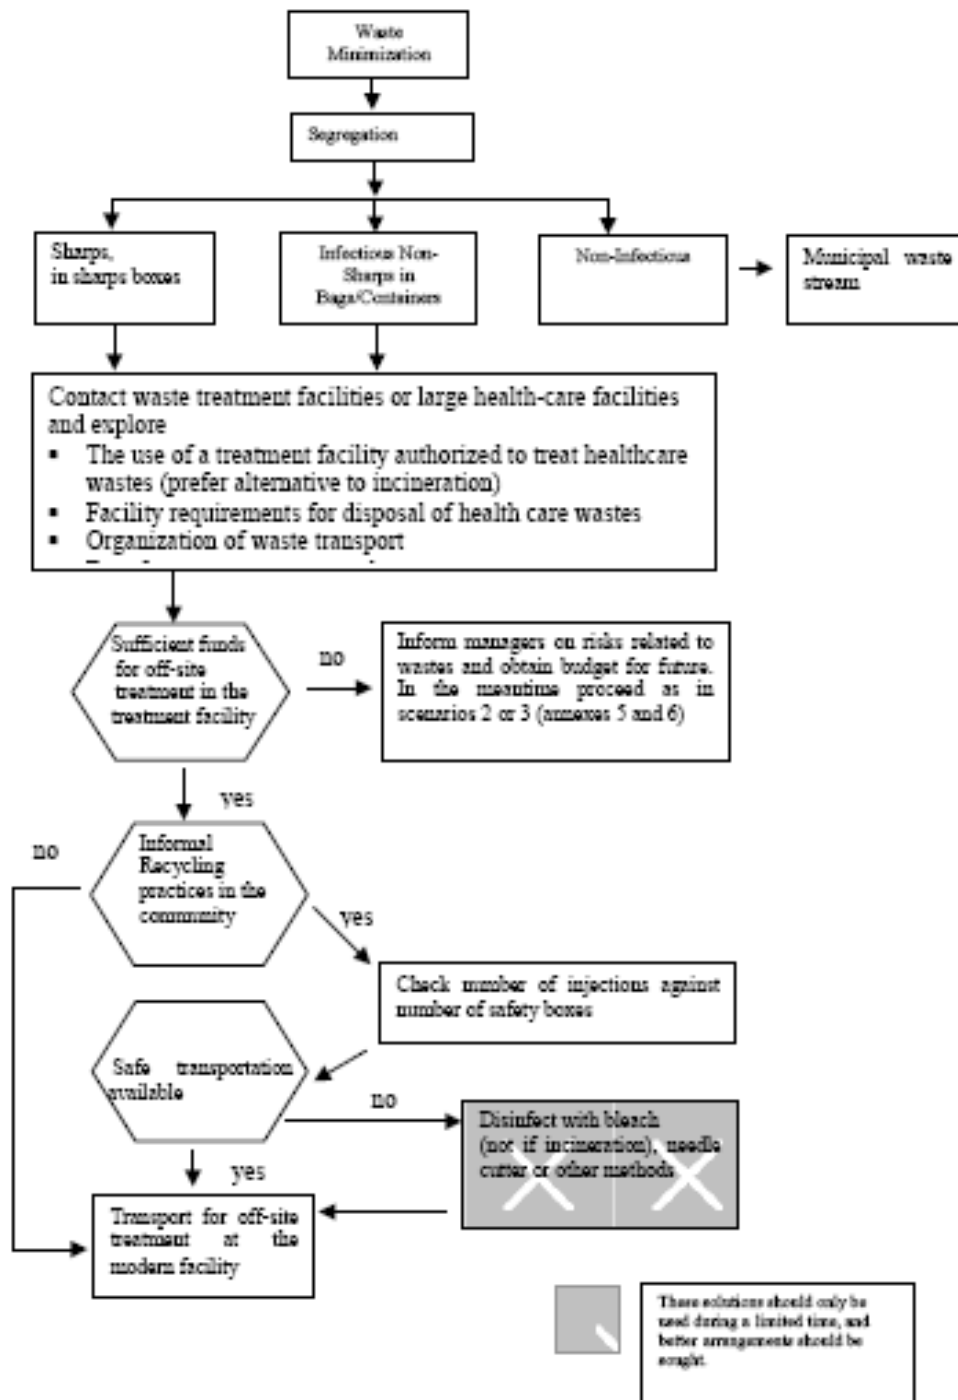 Waste
Minimization
Segregation
Sharps,
in sharps boxes
Infectious Non-
Sharps in
Bags/Containers
Non-Infectious
Municipal waste
stream
Contact waste treatment facilities or large health-care facilities
and explore
▪ The use of a treatment facility authorized to treat healthcare
wastes (prefer alternative to incineration)
▪ Facility requirements for disposal of health care wastes
▪ Organization of waste transport
Sufficient funds
for off-site
treatment in the
treatment facility
no
Inform managers on risks related to
wastes and obtain budget for future.
In the meantime proceed as in
scenarios 2 or 3 (annexes 5 and 6)
yes
no
Informal
Recycling
practices in the
community
yes
Check number of injections against
number of safety boxes
Safe transportation
available
no
Disinfect with bleach
(not if incineration), needle
cutter or other methods
yes
Transport for off-site
treatment at the
modern facility
These solutions should only be
used during a limited time, and
better arrangements should be
sought.